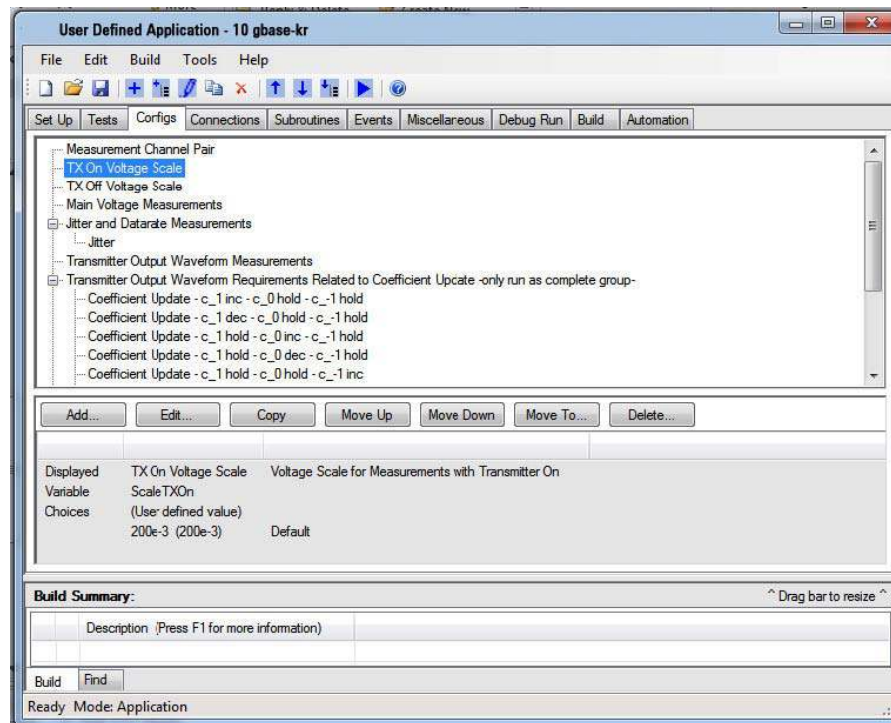 User Defined Application - 10 gbase-kr
File Edit Build Tools Help
Set Up Tests Configs Connections Subroutines Events Miscellaneous Debug Run Build Automation
Measurement Channel Pair
TX On Voltage Scale
TX Off Voltage Scale
Main Voltage Measurements
Jitter and Datarate Measurements
Jitter
Transmitter Output Waveform Measurements
Transmitter Output Waveform Requirements Related to Coefficient Update -only run as complete group-
Coefficient Update - c_1 inc - c_0 hold - c_-1 hold
Coefficient Update - c_1 dec - c_0 hold - c_-1 hold
Coefficient Update - c_1 hold - c_0 inc - c_-1 hold
Coefficient Update - c_1 hold - c_0 dec - c_-1 hold
Coefficient Update - c_1 hold - c_0 hold - c_-1 inc
Add... Edit... Copy Move Up Move Down Move To... Delete...
Displayed TX On Voltage Scale Voltage Scale for Measurements with Transmitter On
Variable ScaleTXOn
Choices (User defined value)
200e-3 (200e-3) Default
Build Summary: ^ Drag bar to resize ^
Description (Press F1 for more information)
Build Find
Ready Mode: Application